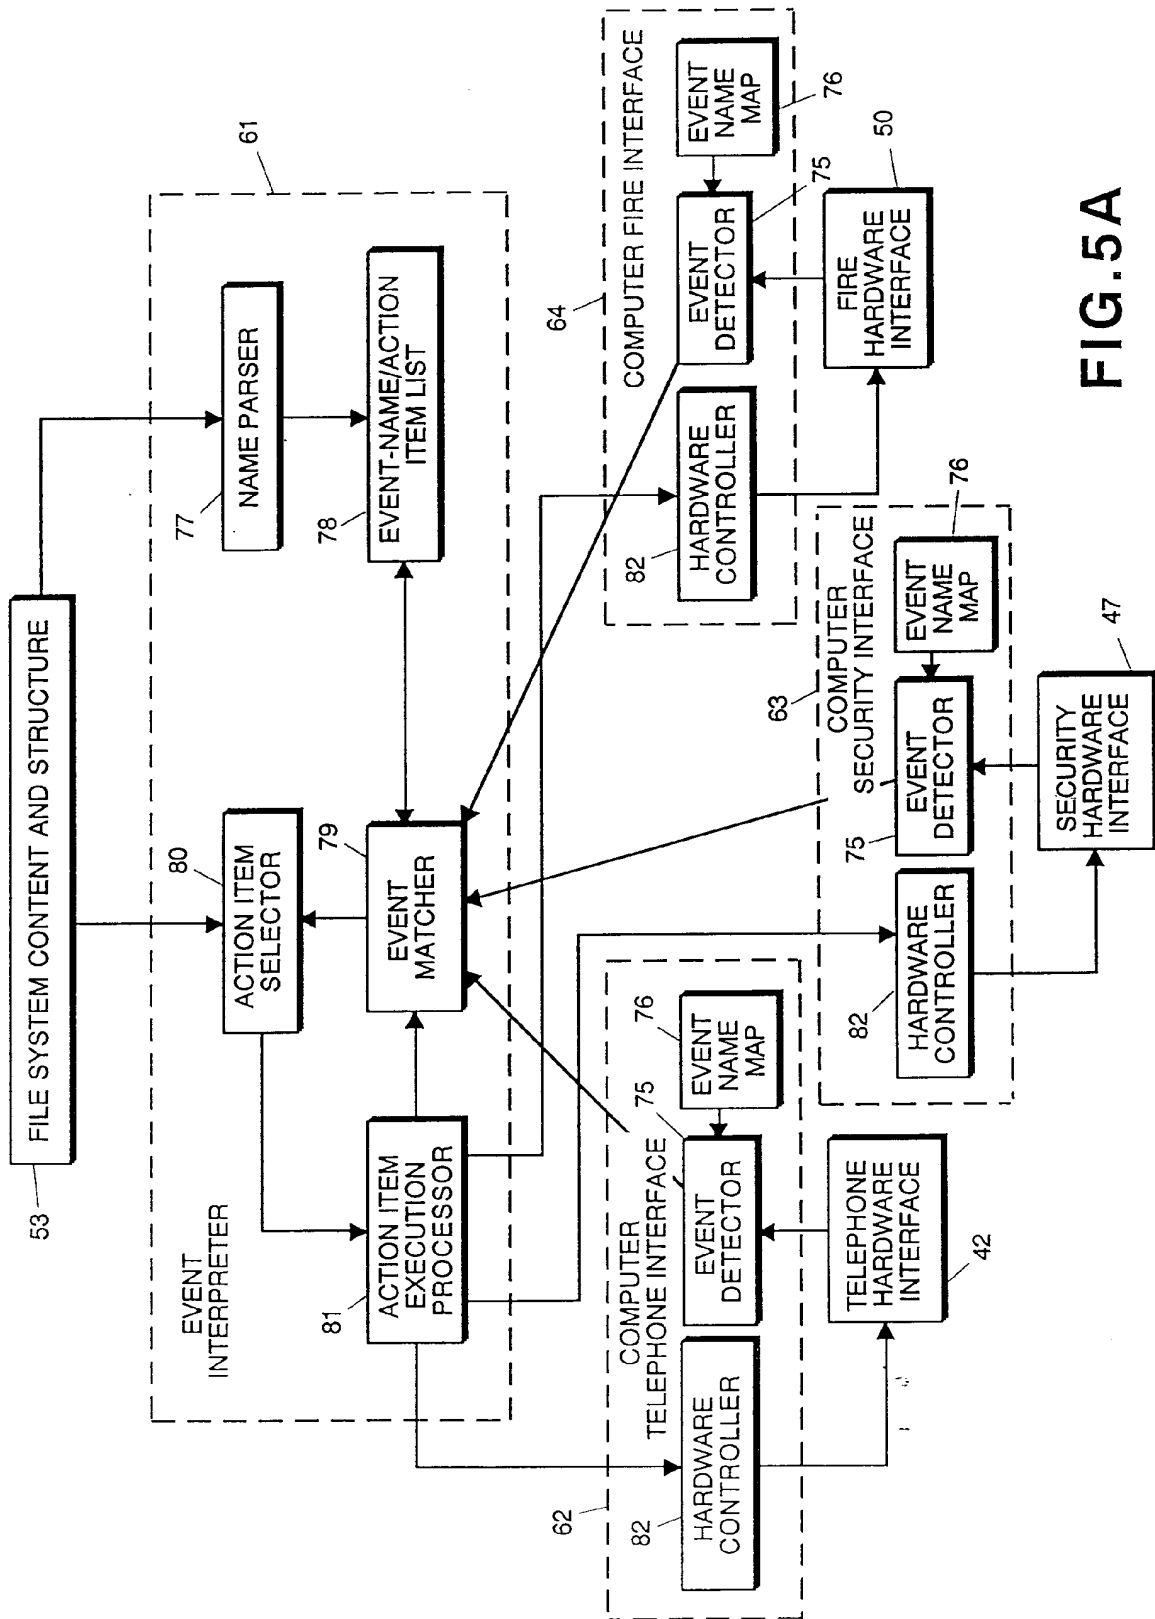 53
FILE SYSTEM CONTENT AND STRUCTURE
EVENT
INTERPRETER
61
80
ACTION ITEM
SELECTOR
77
NAME PARSER
81
ACTION ITEM
EXECUTION
PROCESSOR
79
EVENT
MATCHER
78
EVENT-NAME/ACTION
ITEM LIST
62
COMPUTER
TELEPHONE INTERFACE
82
HARDWARE
CONTROLLER
75
EVENT
DETECTOR
76
EVENT
NAME
MAP
TELEPHONE
HARDWARE
INTERFACE
42
63
COMPUTER
SECURITY INTERFACE
82
HARDWARE
CONTROLLER
75
EVENT
DETECTOR
76
EVENT
NAME
MAP
SECURITY
HARDWARE
INTERFACE
47
64
COMPUTER FIRE INTERFACE
82
HARDWARE
CONTROLLER
EVENT
DETECTOR
75
EVENT
NAME
MAP
76
FIRE
HARDWARE
INTERFACE
50
FIG.5A